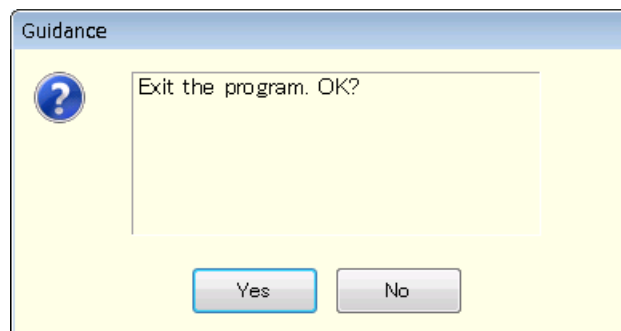 Guidance
Exit the program. OK?
Yes
No